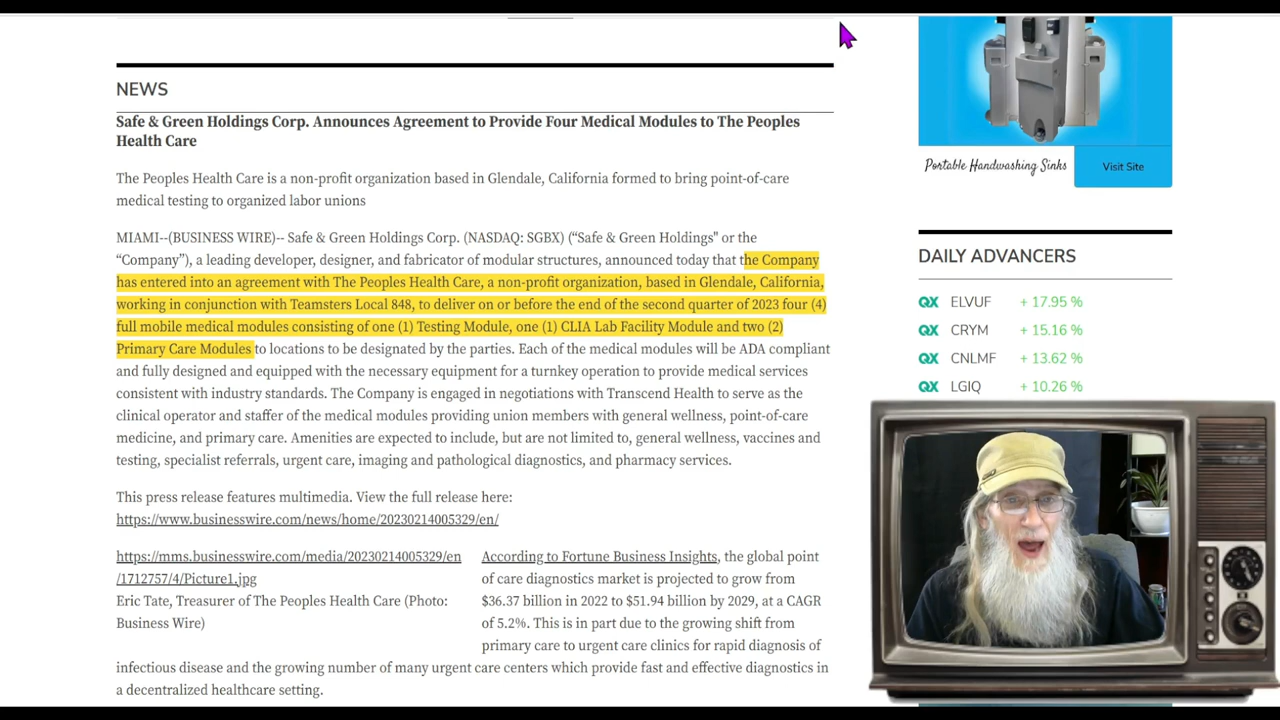 NEWS
Safe & Green Holdings Corp. Announces Agreement to Provide Four Medical Modules to The Peoples
Health Care
The Peoples Health Care is a non-profit organization based in Glendale, California formed to bring point-of-care
medical testing to organized labor unions
MIAMI--(BUSINESS WIRE)-- Safe & Green Holdings Corp. (NASDAQ: SGBX) (“Safe & Green Holdings" or the
“Company”), a leading developer, designer, and fabricator of modular structures, announced today that the Company
has entered into an agreement with The Peoples Health Care, a non-profit organization, based in Glendale, California,
working in conjunction with Teamsters Local 848, to deliver on or before the end of the second quarter of 2023 four (4)
full mobile medical modules consisting of one (1) Testing Module, one (1) CLIA Lab Facility Module and two (2)
Primary Care Modules to locations to be designated by the parties. Each of the medical modules will be ADA compliant
and fully designed and equipped with the necessary equipment for a turnkey operation to provide medical services
consistent with industry standards. The Company is engaged in negotiations with Transcend Health to serve as the
clinical operator and staffer of the medical modules providing union members with general wellness, point-of-care
medicine, and primary care. Amenities are expected to include, but are not limited to, general wellness, vaccines and
testing, specialist referrals, urgent care, imaging and pathological diagnostics, and pharmacy services.
This press release features multimedia. View the full release here:
https://www.businesswire.com/news/home/20230214005329/en/
https://mms.businesswire.com/media/20230214005329/en
/1712757/4/Picture1.jpg
Eric Tate, Treasurer of The Peoples Health Care (Photo:
Business Wire)
According to Fortune Business Insights, the global point
of care diagnostics market is projected to grow from
$36.37 billion in 2022 to $51.94 billion by 2029, at a CAGR
of 5.2%. This is in part due to the growing shift from
primary care to urgent care clinics for rapid diagnosis of
infectious disease and the growing number of many urgent care centers which provide fast and effective diagnostics in
a decentralized healthcare setting.
Portable Handwashing Sinks
Visit Site
DAILY ADVANCERS
QX ELVUF + 17.95 %
QX CRYM + 15.16 %
QX CNLMF + 13.62 %
QX LGIQ + 10.26 %